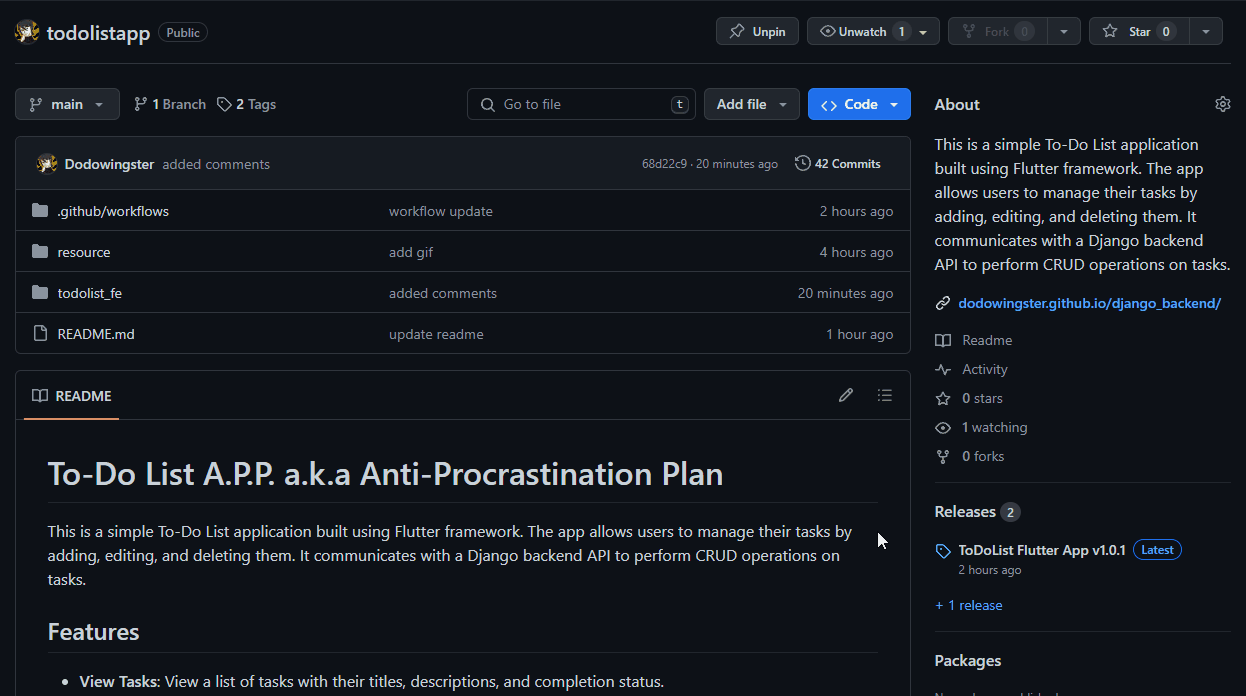 todolistapp Public Unpin Unwatch 1 Fork 0 Star 0
main 1 Branch 2 Tags Go to file t Add file Code
Dodowingster added comments 68d22c9 · 20 minutes ago 42 Commits
.github/workflows workflow update 2 hours ago
resource add gif 4 hours ago
todolist_fe added comments 20 minutes ago
README.md update readme 1 hour ago
README
To-Do List A.P.P. a.k.a Anti-Procrastination Plan
This is a simple To-Do List application built using Flutter framework. The app allows users to manage their tasks by
adding, editing, and deleting them. It communicates with a Django backend API to perform CRUD operations on
tasks.
Features
• View Tasks: View a list of tasks with their titles, descriptions, and completion status.
About
This is a simple To-Do List application
built using Flutter framework. The app
allows users to manage their tasks by
adding, editing, and deleting them. It
communicates with a Django backend
API to perform CRUD operations on tasks.
dodowingster.github.io/django_backend/
Readme
Activity
0 stars
1 watching
0 forks
Releases 2
ToDoList Flutter App v1.0.1 Latest
2 hours ago
+ 1 release
Packages